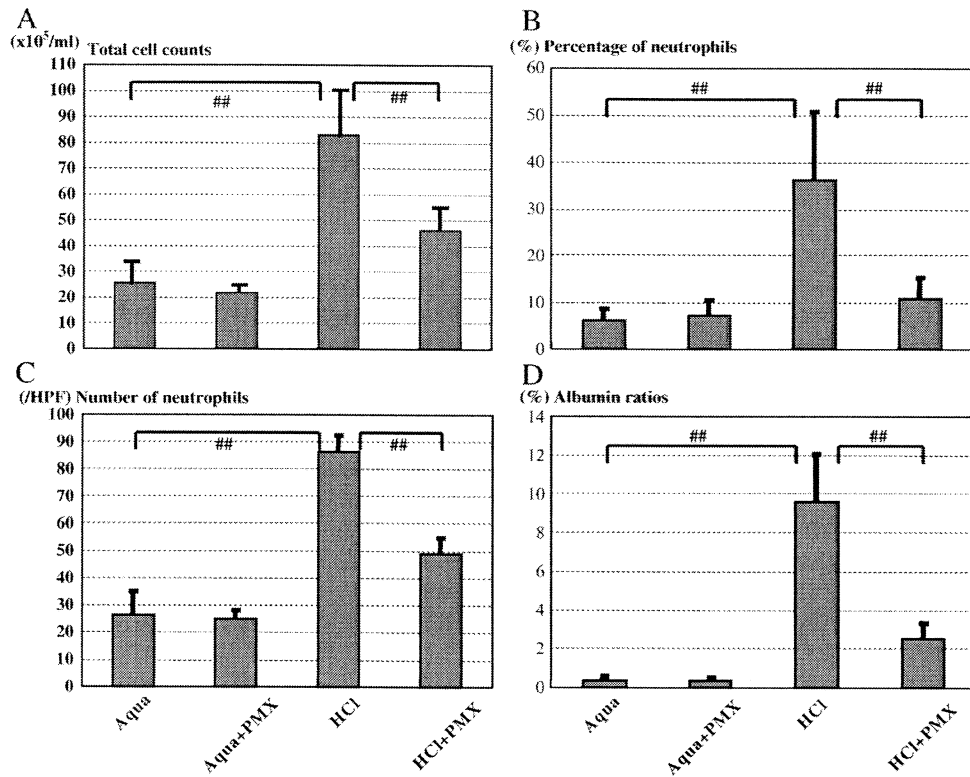 A
(x10⁵/ml) Total cell counts
110
100
90
80
70
60
50
40
30
20
10
0
##
##
B
(%) Percentage of neutrophils
60
50
40
30
20
10
0
##
##
C
(/HPF) Number of neutrophils
100
90
80
70
60
50
40
30
20
10
0
##
##
Aqua
Aqua+PMX
HCl
HCl+PMX
D
(%) Albumin ratios
14
12
10
8
6
4
2
0
##
##
Aqua
Aqua+PMX
HCl
HCl+PMX